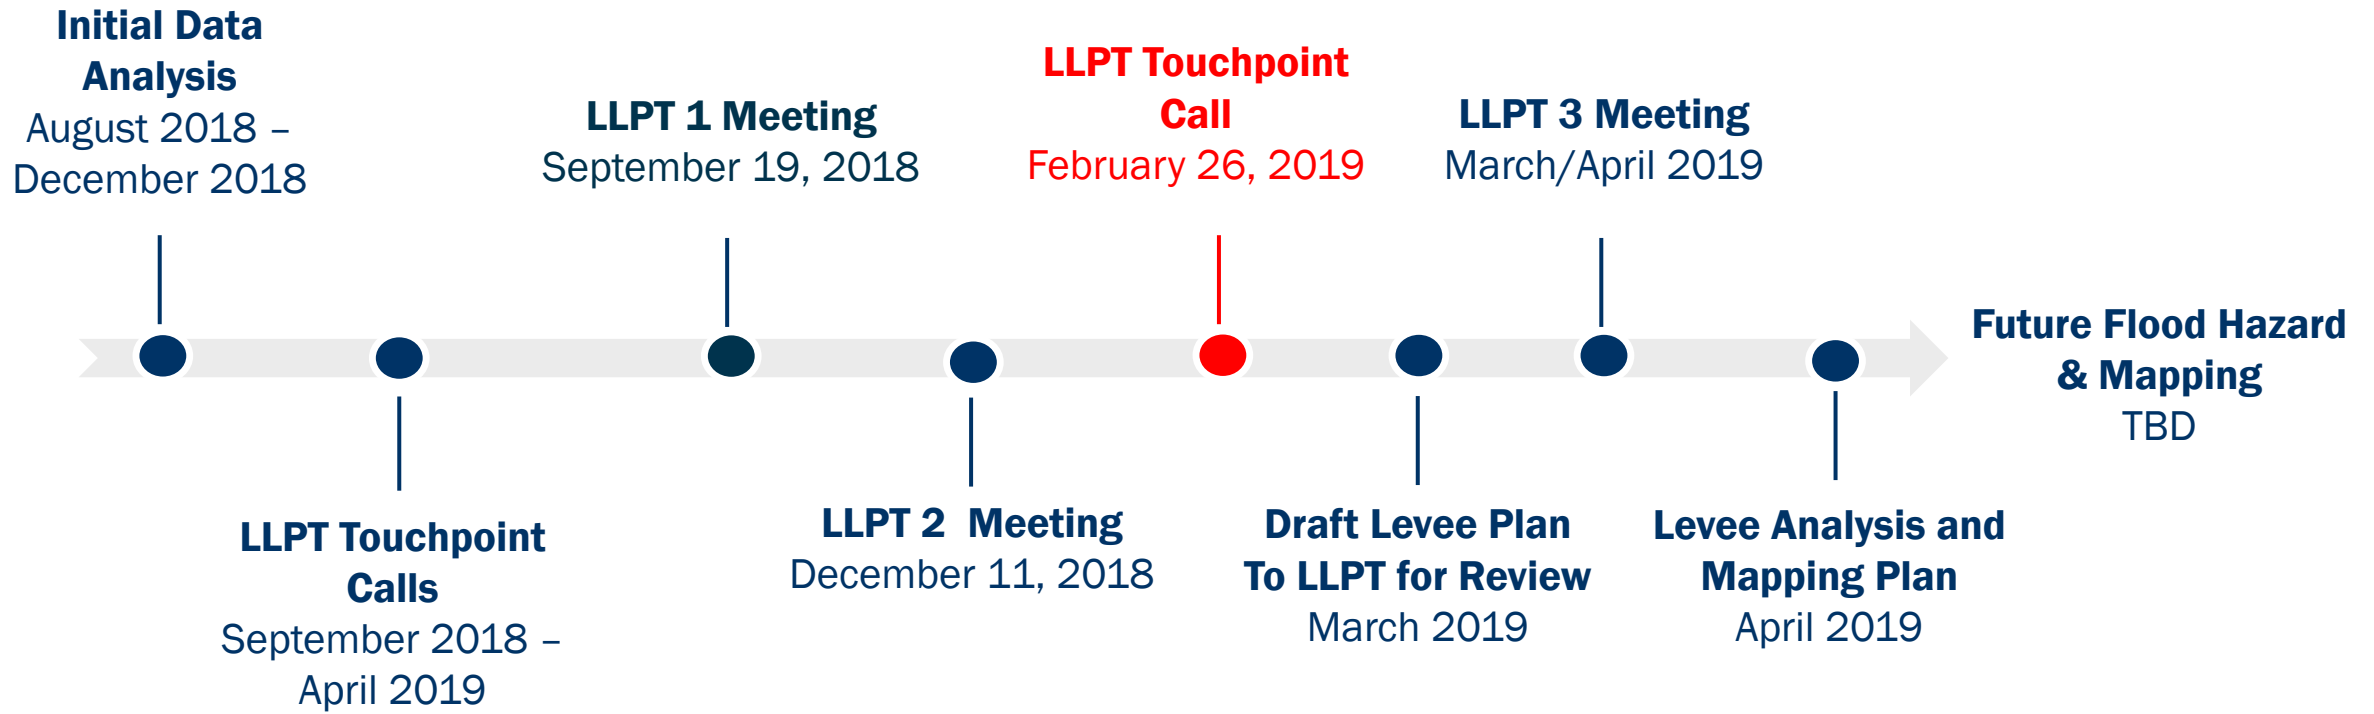 Initial Data
Analysis
August 2018 –
December 2018
LLPT Touchpoint
Calls
September 2018 –
April 2019
LLPT 1 Meeting
September 19, 2018
LLPT 2  Meeting
December 11, 2018
LLPT Touchpoint
Call
February 26, 2019
Draft Levee Plan
To LLPT for Review
March 2019
LLPT 3 Meeting
March/April 2019
Levee Analysis and
Mapping Plan
April 2019
Future Flood Hazard
& Mapping
TBD